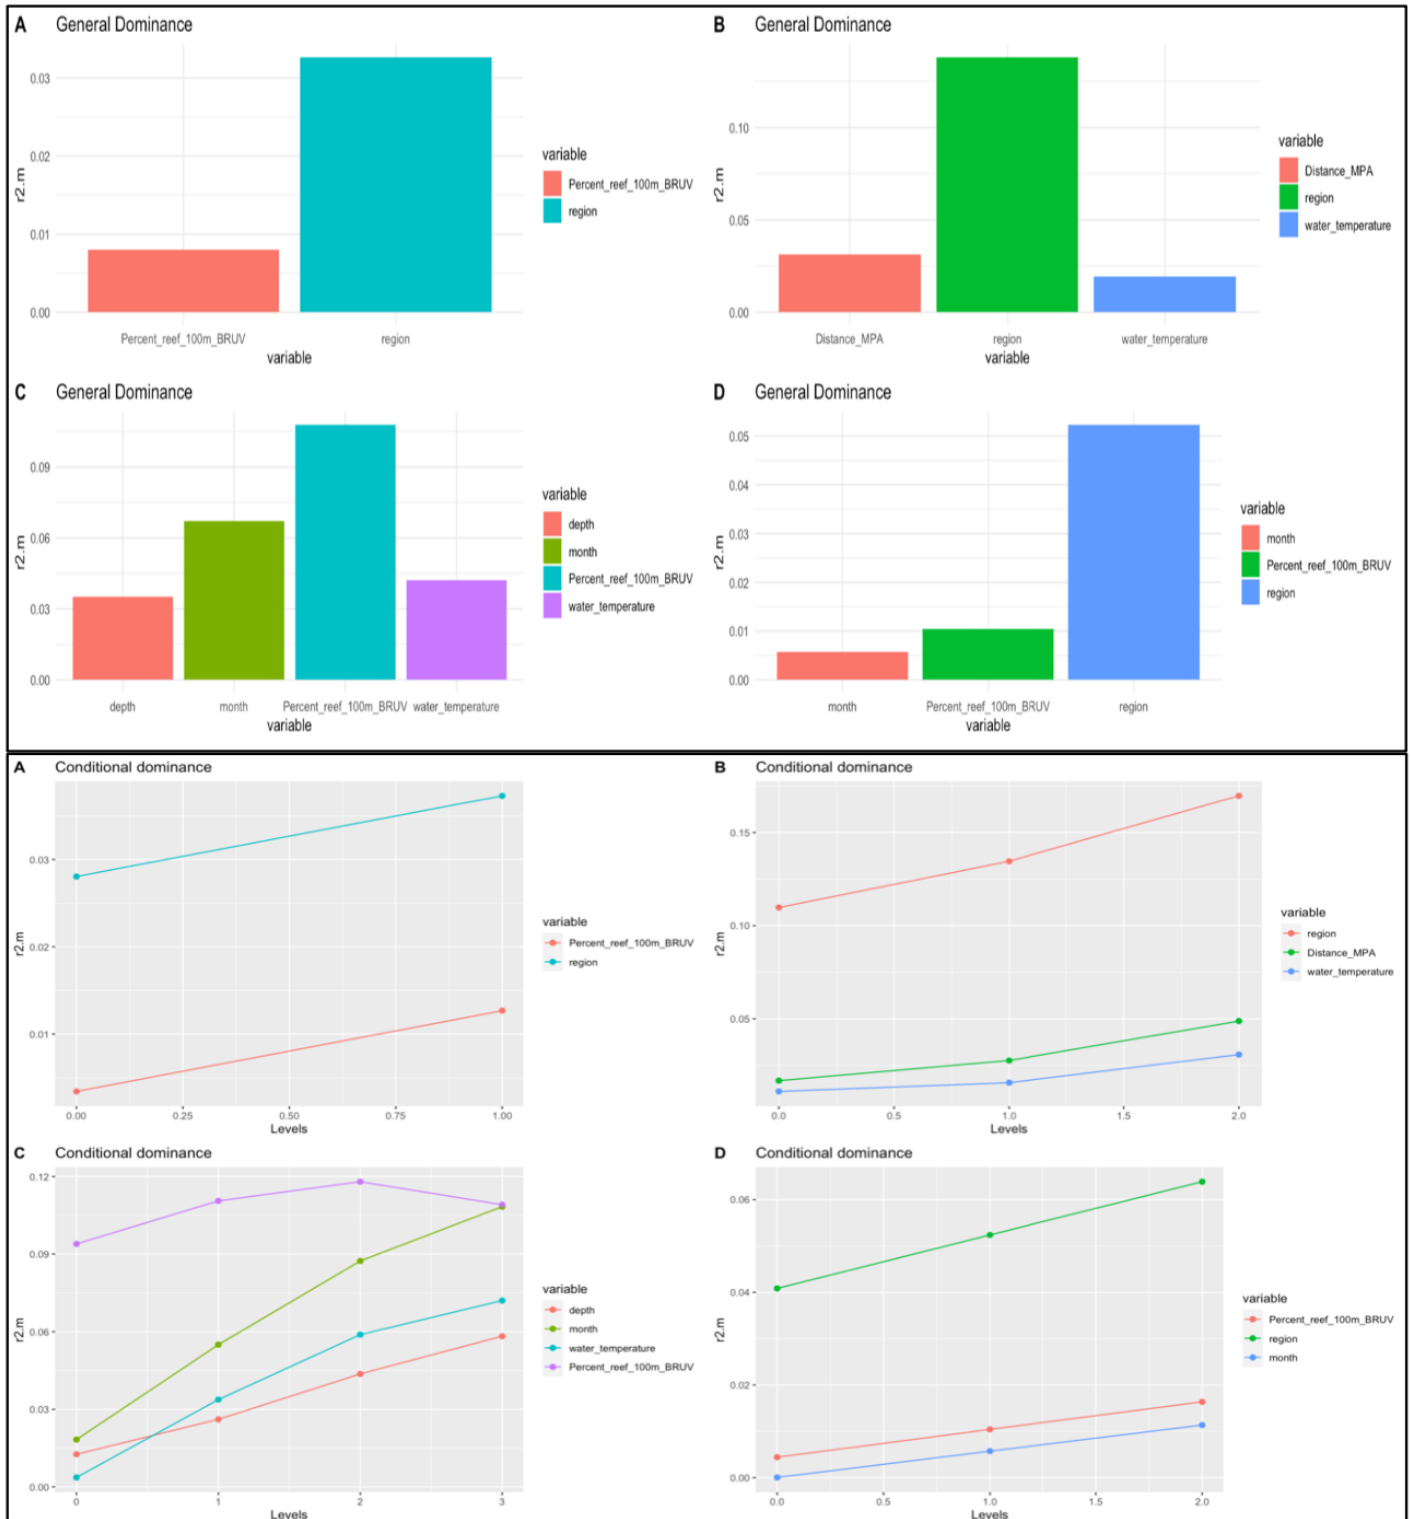 A General Dominance
r2.m
0.03
0.02
0.01
0.00
Percent_reef_100m_BRUV region
variable
variable
Percent_reef_100m_BRUV
region
B General Dominance
r2.m
0.10
0.05
0.00
Distance_MPA region water_temperature
variable
variable
Distance_MPA
region
water_temperature
C General Dominance
r2.m
0.09
0.06
0.03
0.00
depth month Percent_reef_100m_BRUV water_temperature
variable
variable
depth
month
Percent_reef_100m_BRUV
water_temperature
D General Dominance
r2.m
0.05
0.04
0.03
0.02
0.01
0.00
month Percent_reef_100m_BRUV region
variable
variable
month
Percent_reef_100m_BRUV
region
A Conditional dominance
r2.m
0.03
0.02
0.01
0.00 0.25 0.50 0.75 1.00
Levels
variable
Percent_reef_100m_BRUV
region
B Conditional dominance
r2.m
0.15
0.10
0.05
0.0 0.5 1.0 1.5 2.0
Levels
variable
region
Distance_MPA
water_temperature
C Conditional dominance
r2.m
0.12
0.09
0.06
0.03
0.00
0 1 2 3
Levels
variable
depth
month
water_temperature
Percent_reef_100m_BRUV
D Conditional dominance
r2.m
0.06
0.04
0.02
0.00
0.0 0.5 1.0 1.5 2.0
Levels
variable
Percent_reef_100m_BRUV
region
month